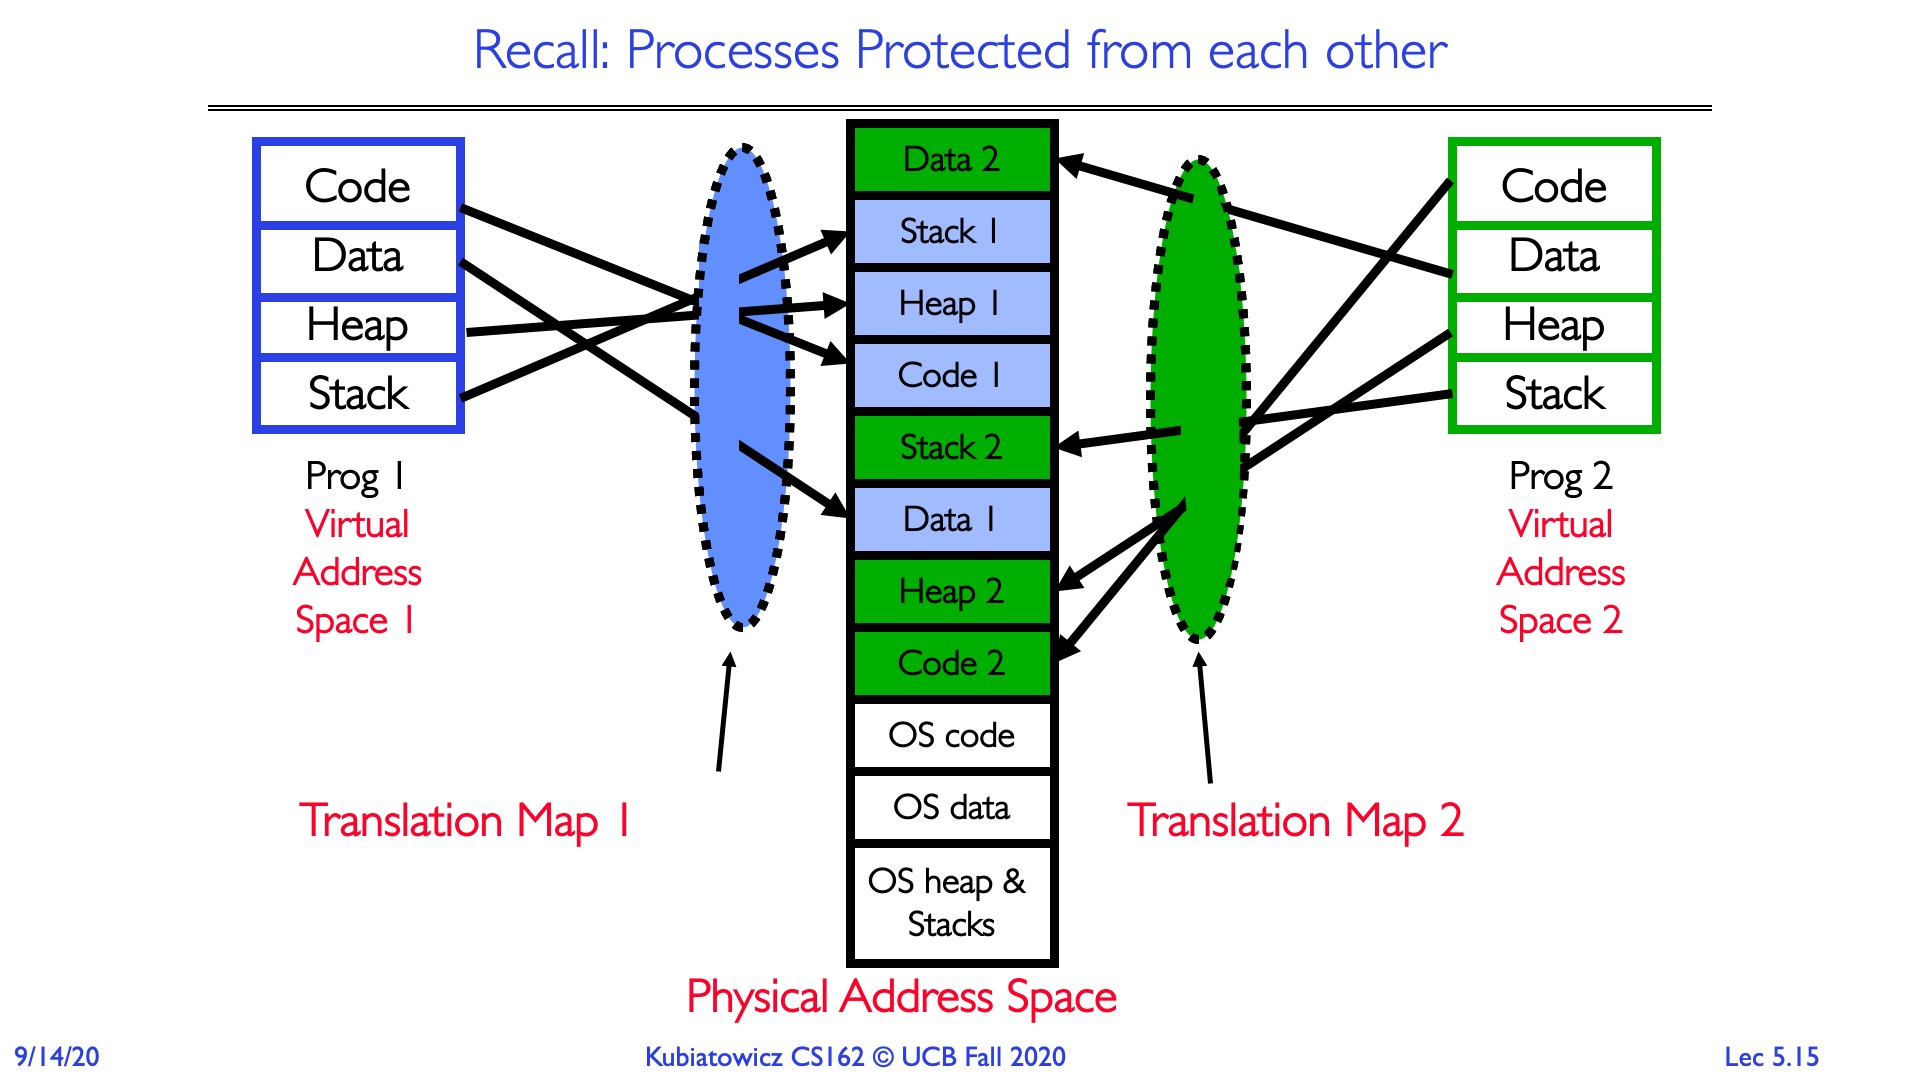 Recall: Processes Protected from each other
Code
Data
Heap
Stack
Prog 1
Virtual
Address
Space 1
Translation Map 1
Data 2
Stack 1
Heap 1
Code 1
Stack 2
Data 1
Heap 2
Code 2
OS code
OS data
OS heap &
Stacks
Physical Address Space
Code
Data
Heap
Stack
Prog 2
Virtual
Address
Space 2
Translation Map 2
9/14/20
Kubiatowicz CS162 © UCB Fall 2020
Lec 5.15